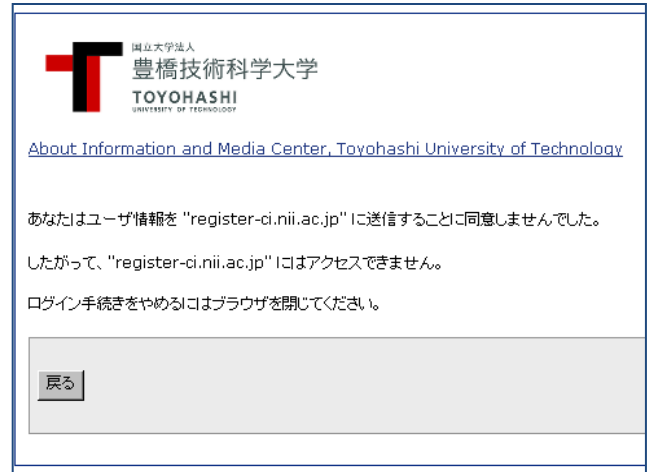 国立大学法人
豊橋技術科学大学
TOYOHASHI
UNIVERSITY OF TECHNOLOGY
About Information and Media Center, Toyohashi University of Technology
あなたはユーザ情報を "register-ci.nii.ac.jp" に送信することに同意しませんでした。
したがって、"register-ci.nii.ac.jp" にはアクセスできません。
ログイン手続きをやめるにはブラウザを閉じてください。
戻る